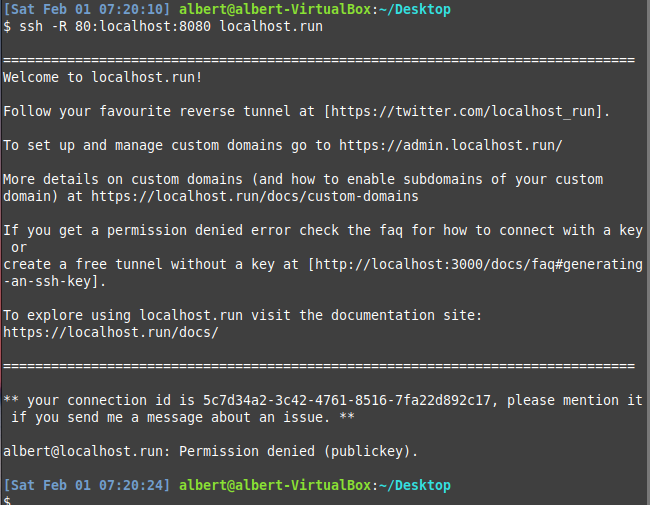 [Sat Feb 01 07:20:10] albert@albert-VirtualBox:~/Desktop
$ ssh -R 80:localhost:8080 localhost.run
===============================================================================
Welcome to localhost.run!
Follow your favourite reverse tunnel at [https://twitter.com/localhost_run].
To set up and manage custom domains go to https://admin.localhost.run/
More details on custom domains (and how to enable subdomains of your custom
domain) at https://localhost.run/docs/custom-domains
If you get a permission denied error check the faq for how to connect with a key
 or
create a free tunnel without a key at [http://localhost:3000/docs/faq#generating
-an-ssh-key].
To explore using localhost.run visit the documentation site:
https://localhost.run/docs/
===============================================================================
** your connection id is 5c7d34a2-3c42-4761-8516-7fa22d892c17, please mention it
 if you send me a message about an issue. **
albert@localhost.run: Permission denied (publickey).
[Sat Feb 01 07:20:24] albert@albert-VirtualBox:~/Desktop
$